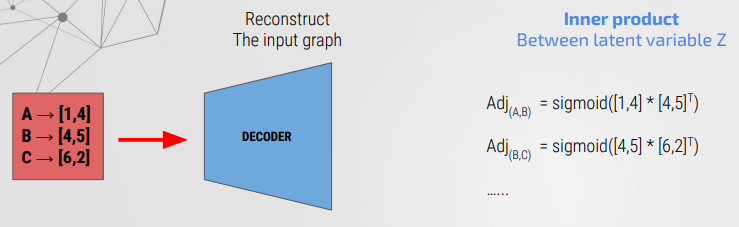 Reconstruct
The input graph
Inner product
Between latent variable Z
A → [1,4]
B → [4,5]
C → [6,2]
DECODER
Adj(A,B) = sigmoid([1,4] * [4,5]ᵀ)
Adj(B,C) = sigmoid([4,5] * [6,2]ᵀ)
…...